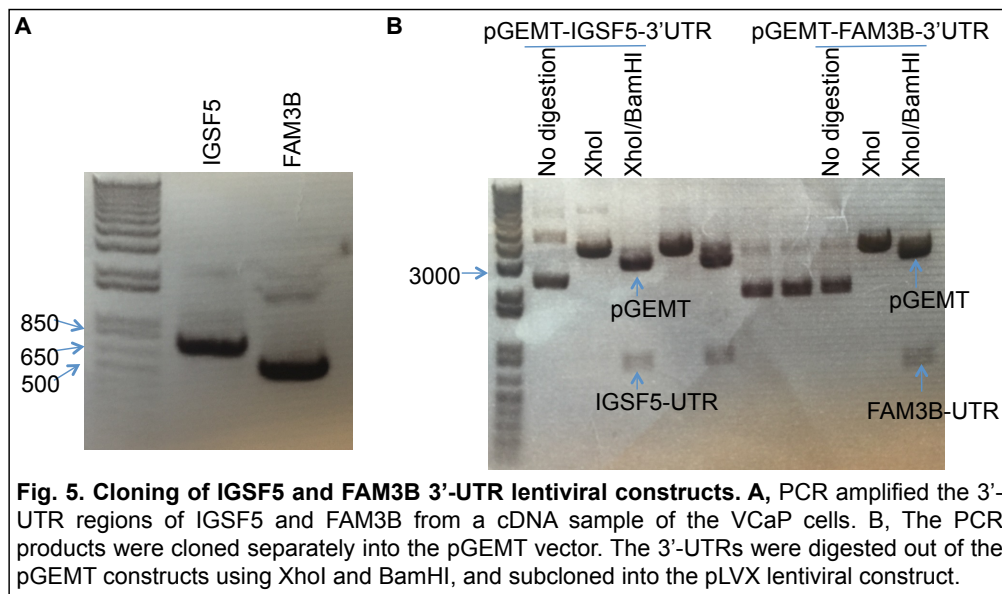 A
IGSF5
FAM3B
850
650
500
B
pGEMT-IGSF5-3’UTR
pGEMT-FAM3B-3’UTR
No digestion
XhoI
XhoI/BamHI
No digestion
XhoI
XhoI/BamHI
3000
pGEMT
pGEMT
IGSF5-UTR
FAM3B-UTR
Fig. 5. Cloning of IGSF5 and FAM3B 3’-UTR lentiviral constructs. A, PCR amplified the 3’-
UTR regions of IGSF5 and FAM3B from a cDNA sample of the VCaP cells. B, The PCR
products were cloned separately into the pGEMT vector. The 3’-UTRs were digested out of the
pGEMT constructs using XhoI and BamHI, and subcloned into the pLVX lentiviral construct.